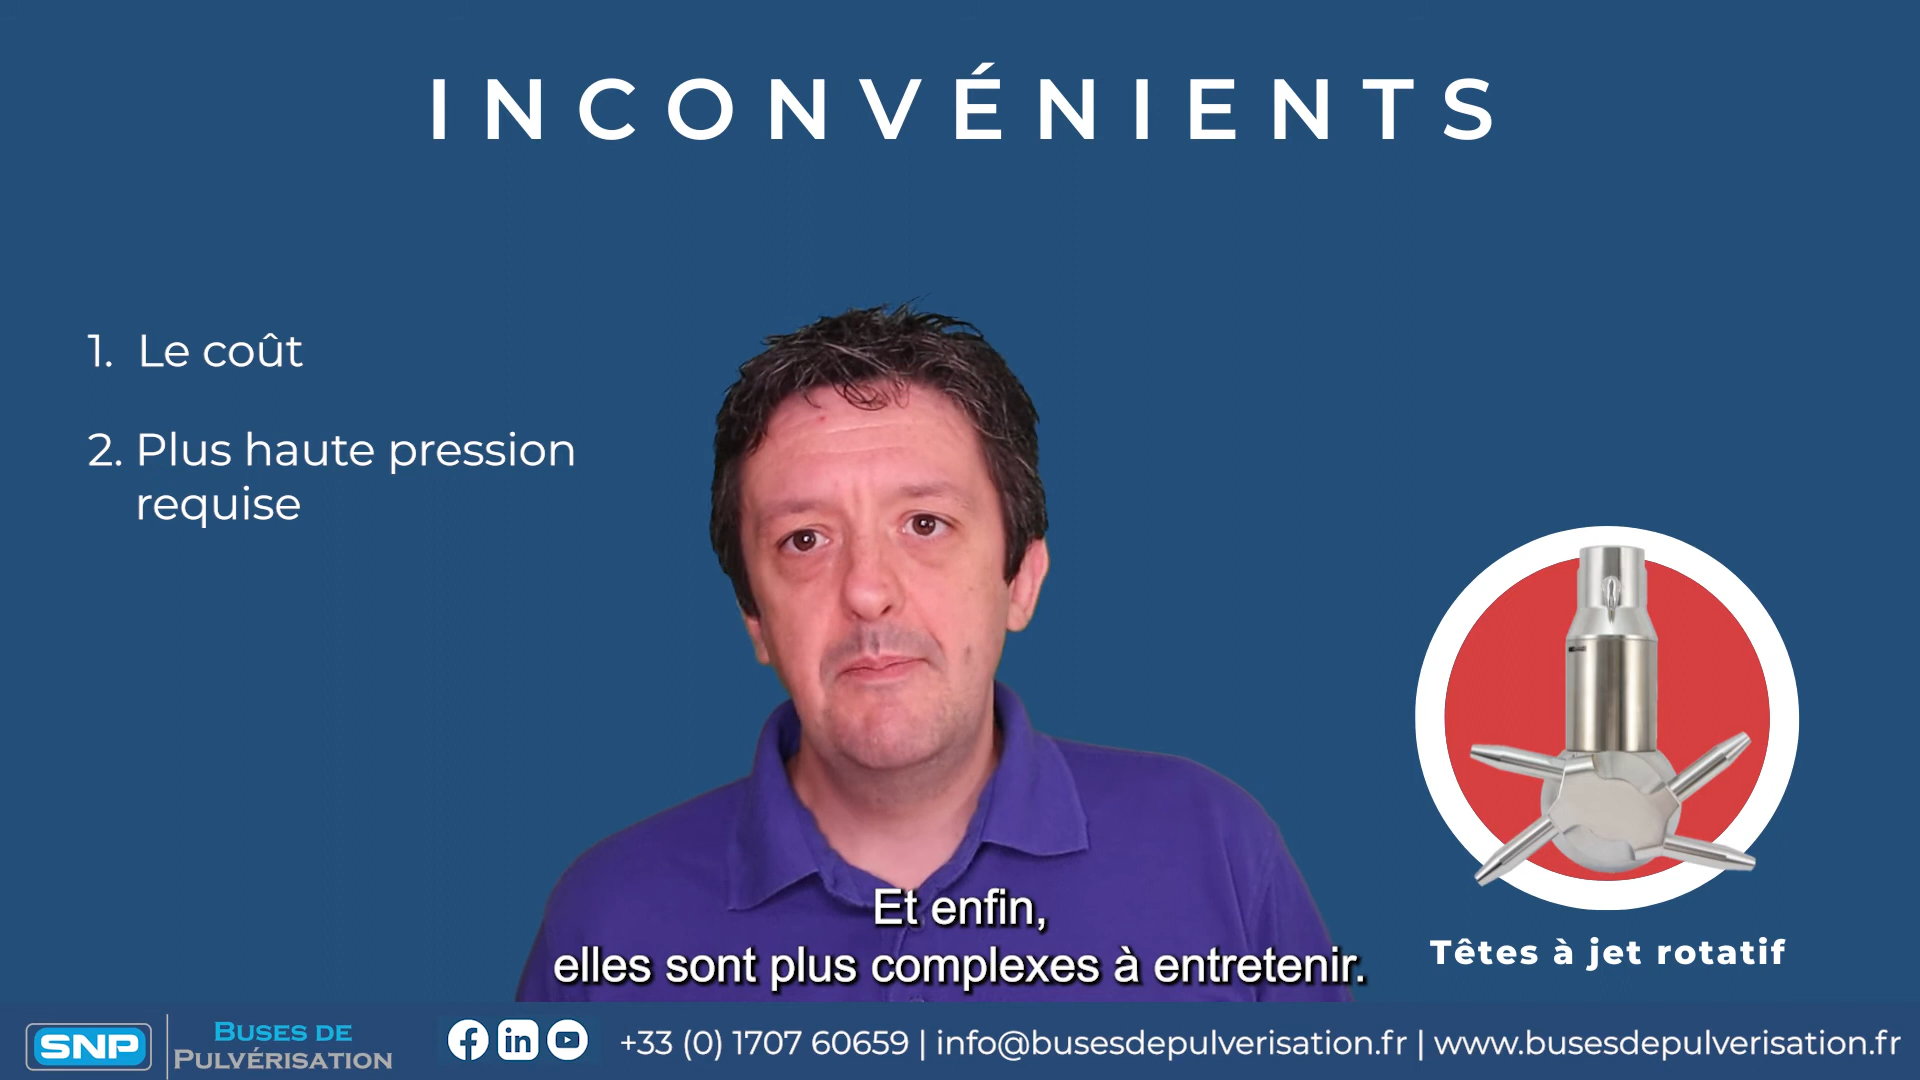 INCONVÉNIENTS
1. Le coût
2. Plus haute pression
requise
Et enfin,
elles sont plus complexes à entretenir.
Têtes à jet rotatif
SNP
BUSES DE
PULVÉRISATION
+33 (0) 1707 60659 | info@busesdepulverisation.fr | www.busesdepulverisation.fr